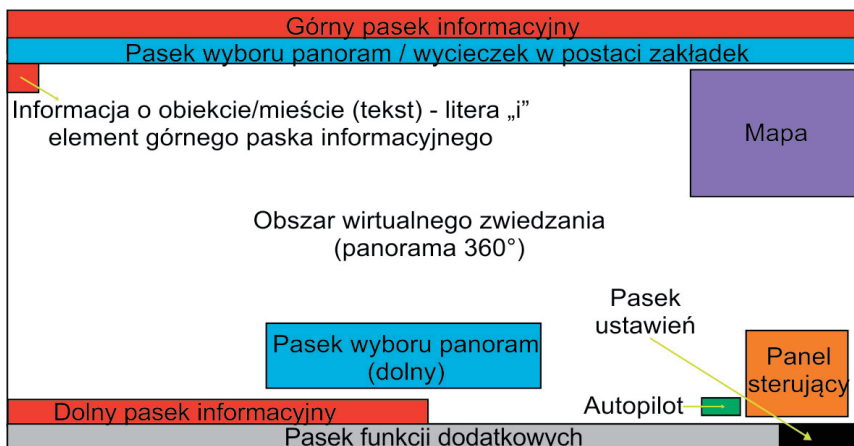 Górny pasek informacyjny
Pasek wyboru panoram / wycieczek w postaci zakładek
Informacja o obiekcie/mieście (tekst) - litera „i”
element górnego paska informacyjnego
Mapa
Obszar wirtualnego zwiedzania
(panorama 360°)
Pasek
ustawień
Pasek wyboru panoram
(dolny)
Panel
sterujący
Autopilot
Dolny pasek informacyjny
Pasek funkcji dodatkowych